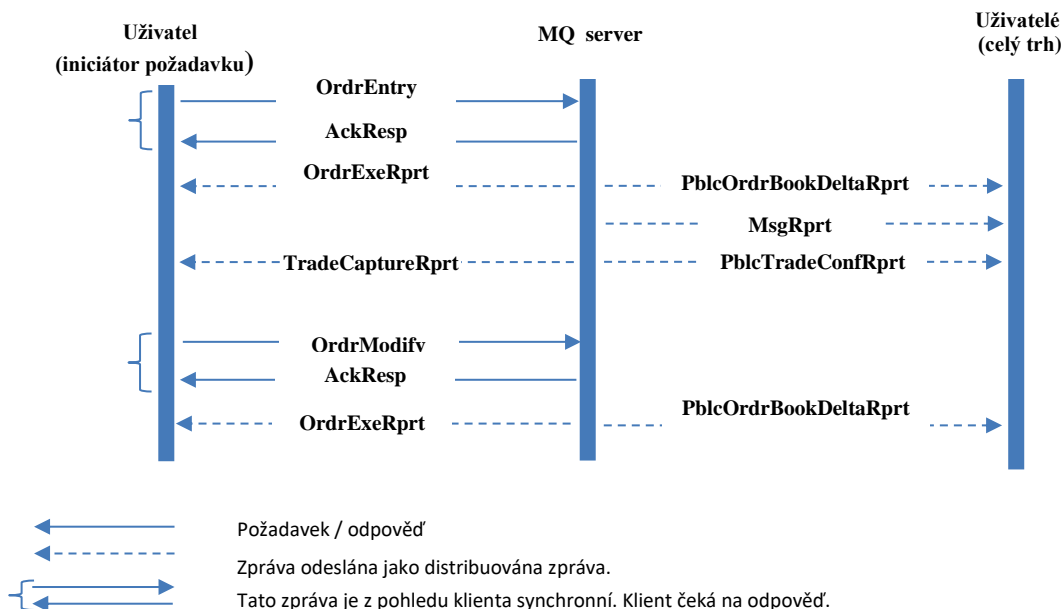 Uživatel
(iniciátor požadavku)
MQ server
Uživatelé
(celý trh)
OrdrEntry
AckResp
OrdrExeRprt
PblcOrdrBookDeltaRprt
MsgRprt
TradeCaptureRprt
PblcTradeConfRprt
OrdrModifv
AckResp
OrdrExeRprt
PblcOrdrBookDeltaRprt
Požadavek / odpověď
Zpráva odeslána jako distribuována zpráva.
Tato zpráva je z pohledu klienta synchronní. Klient čeká na odpověď.